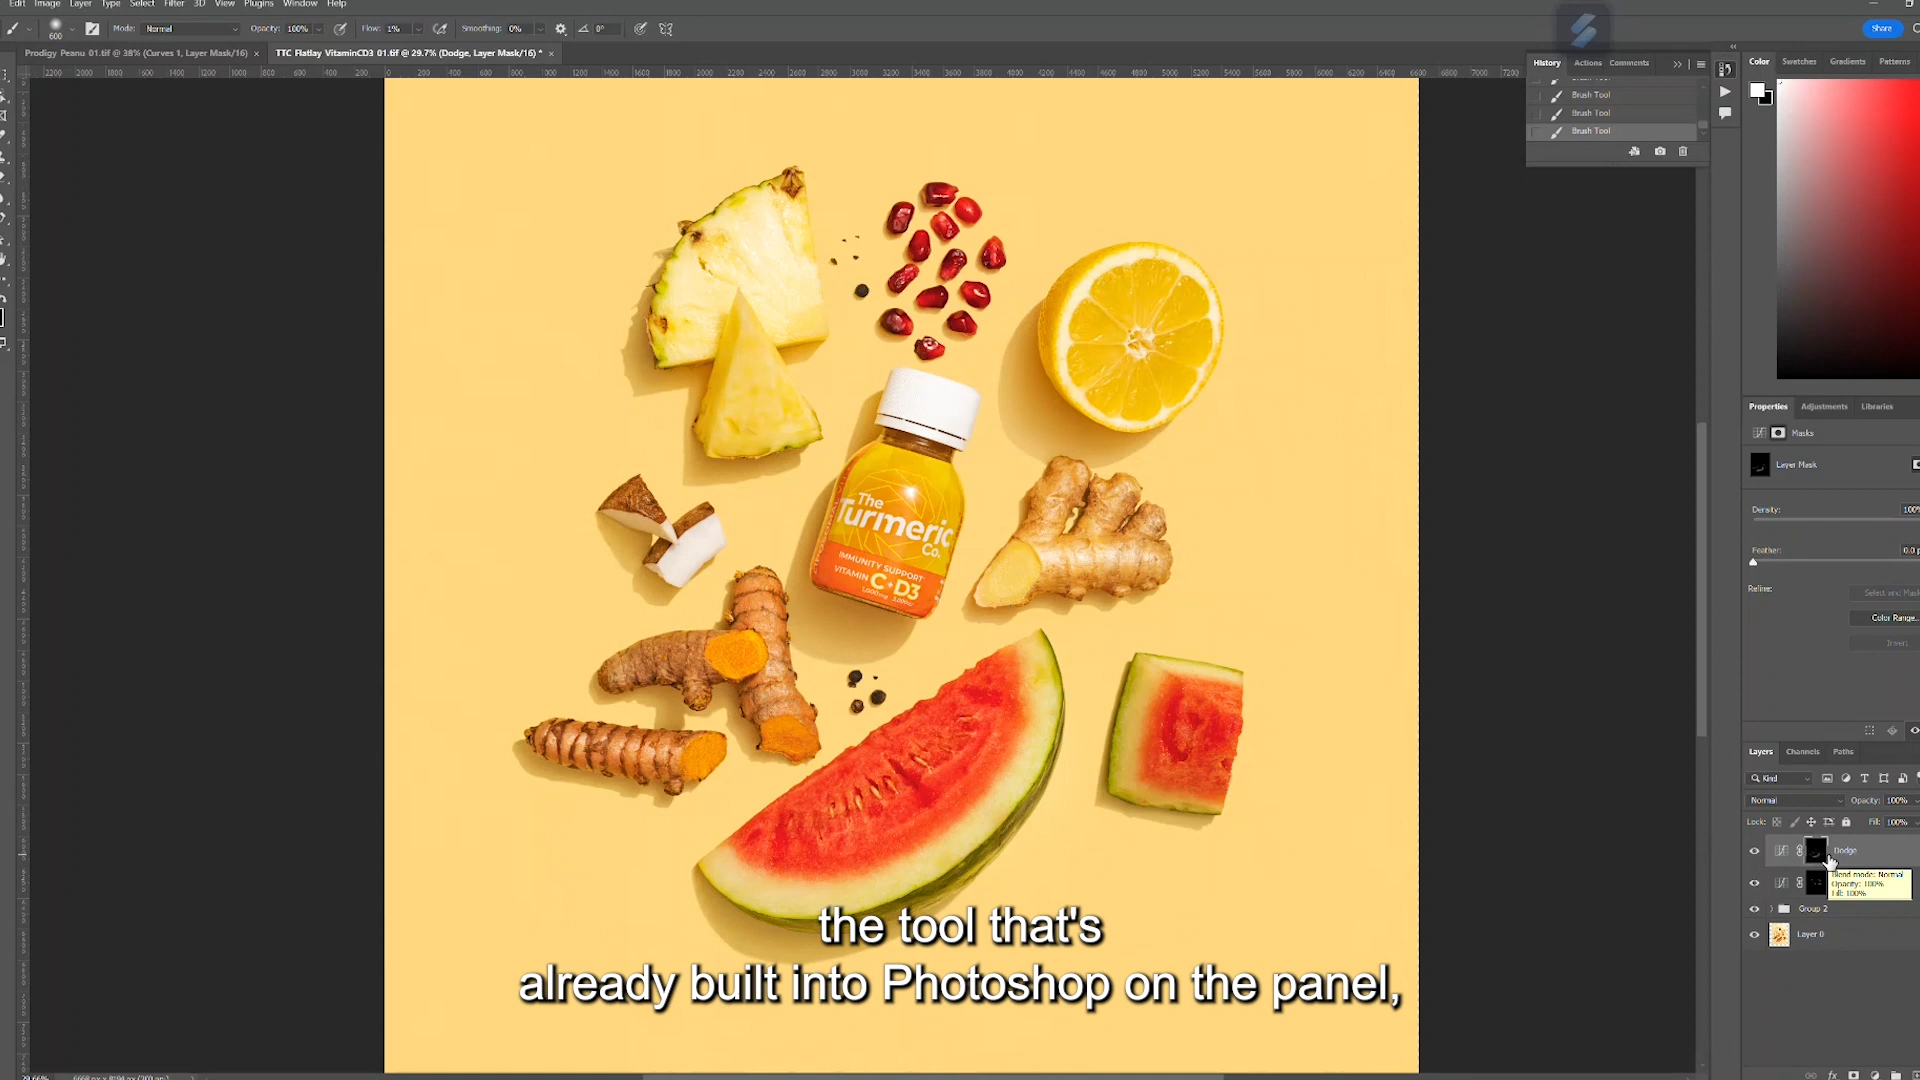 Edit Image Layer Type Select Filter 3D View Plugins Window Help
600 Mode: Normal Opacity: 100% Flow: 1% Smoothing: 0% 0° Share
Prodigy Peanu 01.tif @ 38% (Curves 1, Layer Mask/16) × TTC Flatlay VitaminCD3 01.tif @ 29.7% (Dodge, Layer Mask/16) * ×
History Actions Comments
Brush Tool
Brush Tool
Brush Tool
Color Swatches Gradients Patterns
The
Turmeric
Co.
IMMUNITY SUPPORT
VITAMIN C+D3
Properties Adjustments Libraries
Masks
Layer Mask
Density: 100%
Feather: 0.0 p
Refine:
Color Range..
Invert
Layers Channels Paths
Kind
Normal Opacity: 100%
Lock: Fill: 100%
Dodge
Blend mode: Normal
Opacity: 100%
Fill: 100%
Group 2
Layer 0
the tool that's
already built into Photoshop on the panel,